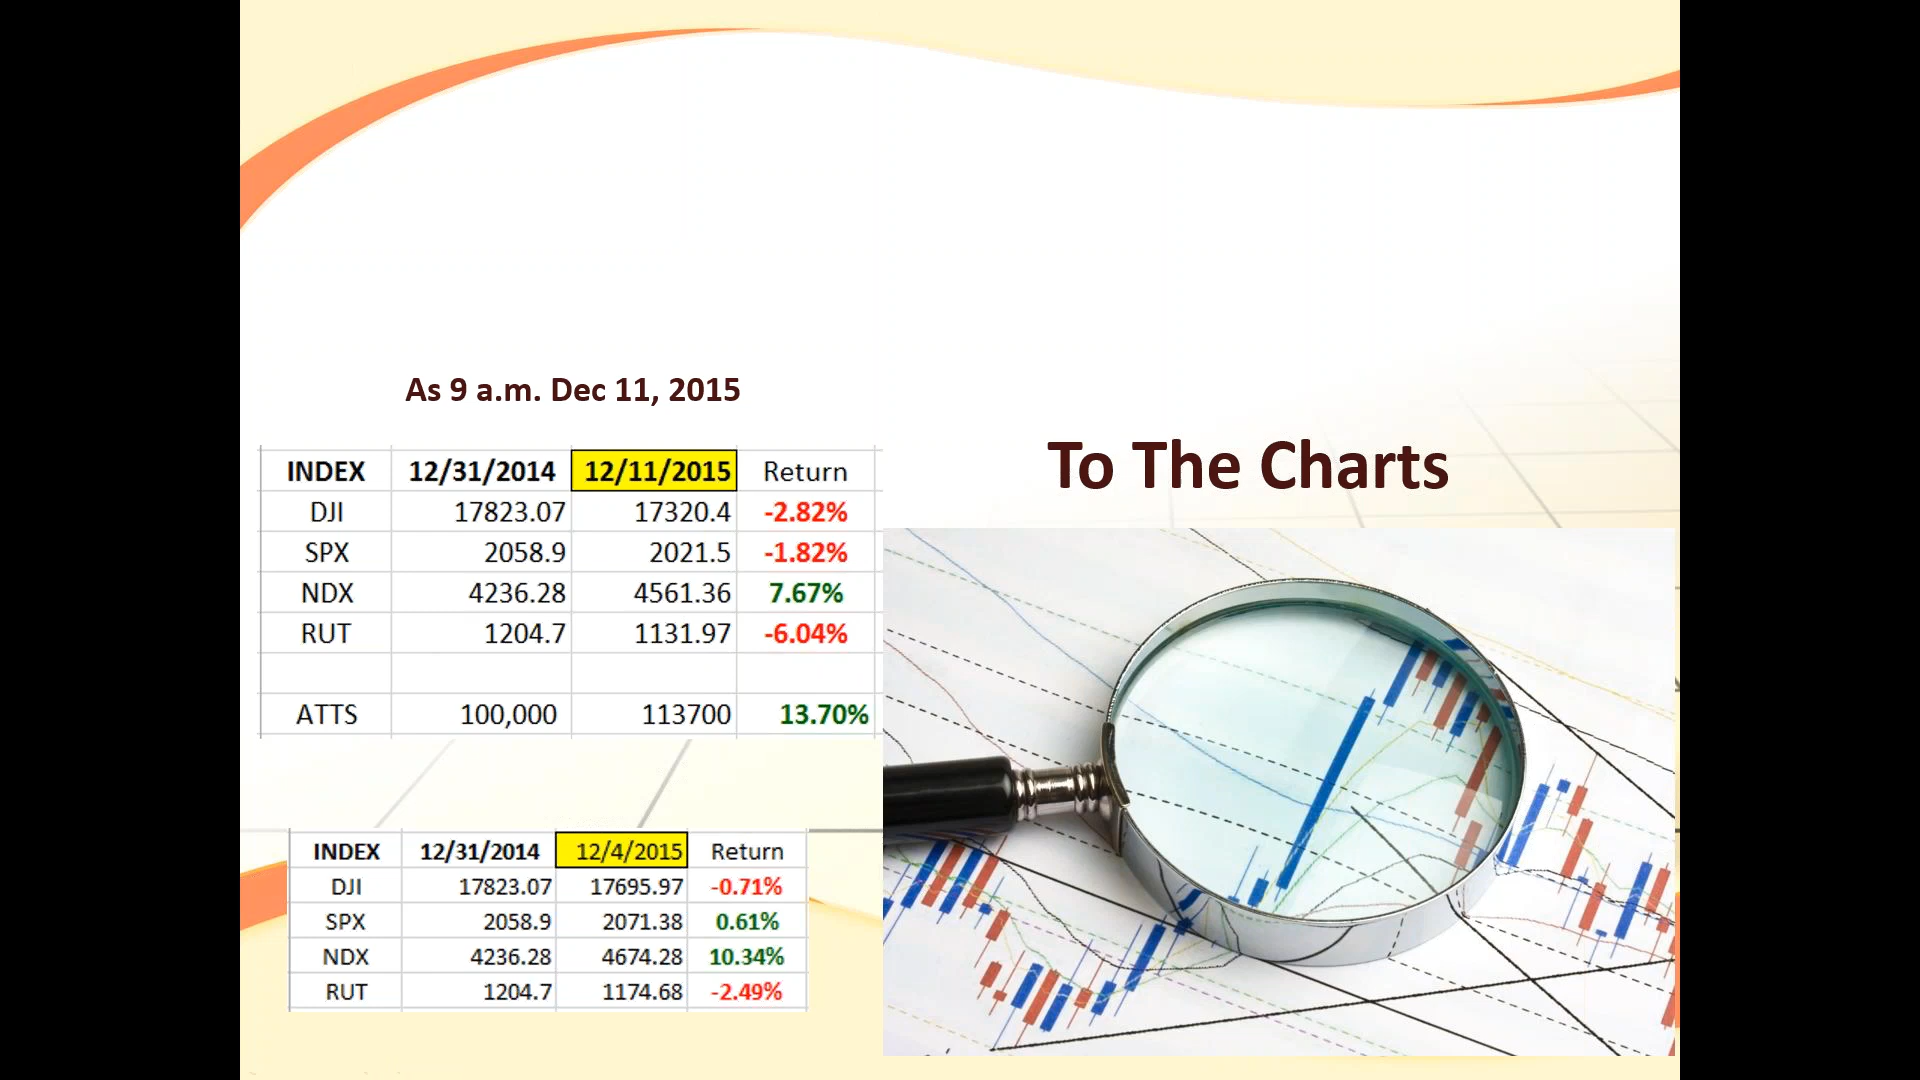 As 9 a.m. Dec 11, 2015
INDEX 12/31/2014 12/11/2015 Return
DJI 17823.07 17320.4 -2.82%
SPX 2058.9 2021.5 -1.82%
NDX 4236.28 4561.36 7.67%
RUT 1204.7 1131.97 -6.04%
ATTS 100,000 113700 13.70%
To The Charts
INDEX 12/31/2014 12/4/2015 Return
DJI 17823.07 17695.97 -0.71%
SPX 2058.9 2071.38 0.61%
NDX 4236.28 4674.28 10.34%
RUT 1204.7 1174.68 -2.49%